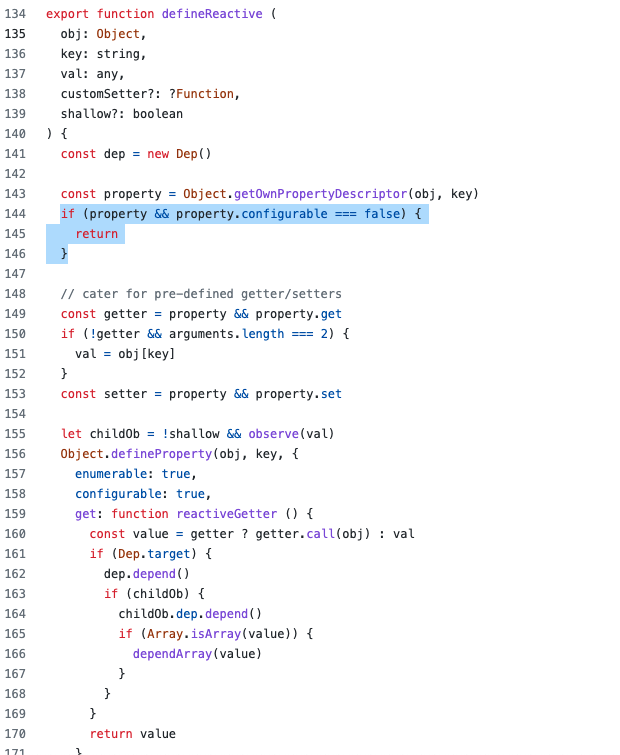 134 export function defineReactive (
135   obj: Object,
136   key: string,
137   val: any,
138   customSetter?: ?Function,
139   shallow?: boolean
140 ) {
141   const dep = new Dep()
142
143   const property = Object.getOwnPropertyDescriptor(obj, key)
144   if (property && property.configurable === false) {
145     return
146   }
147
148   // cater for pre-defined getter/setters
149   const getter = property && property.get
150   if (!getter && arguments.length === 2) {
151     val = obj[key]
152   }
153   const setter = property && property.set
154
155   let childOb = !shallow && observe(val)
156   Object.defineProperty(obj, key, {
157     enumerable: true,
158     configurable: true,
159     get: function reactiveGetter () {
160       const value = getter ? getter.call(obj) : val
161       if (Dep.target) {
162         dep.depend()
163         if (childOb) {
164           childOb.dep.depend()
165           if (Array.isArray(value)) {
166             dependArray(value)
167           }
168         }
169       }
170       return value
171     }